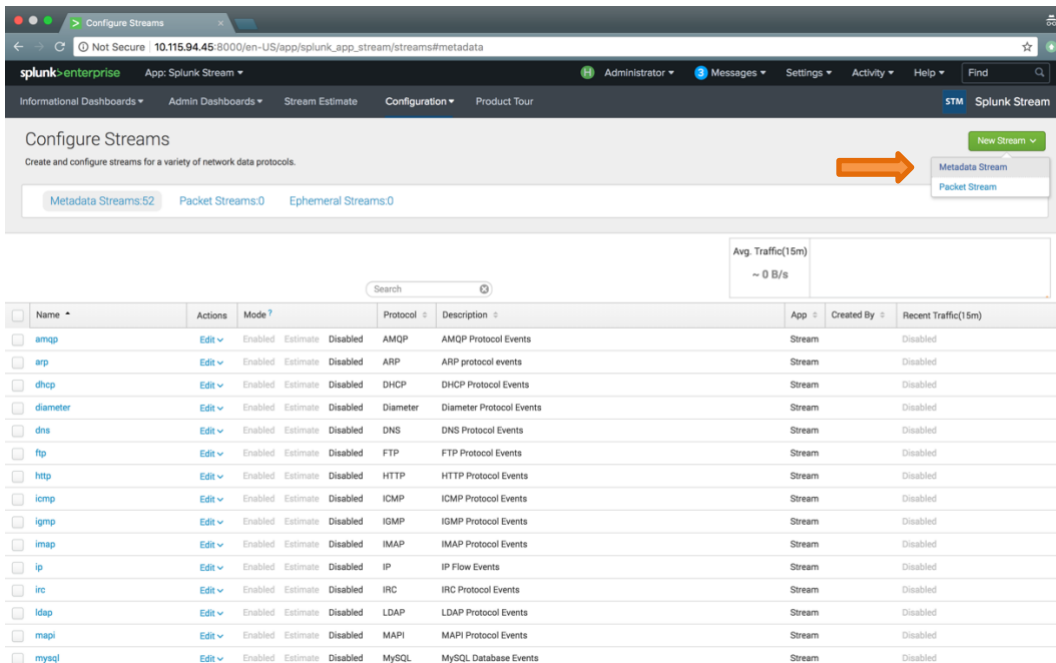 Configure Streams
Not Secure | 10.115.94.45:8000/en-US/app/splunk_app_stream/streams#metadata
splunk>enterprise App: Splunk Stream H Administrator 3 Messages Settings Activity Help Find
Informational Dashboards Admin Dashboards Stream Estimate Configuration Product Tour STM Splunk Stream
Configure Streams New Stream
Create and configure streams for a variety of network data protocols.
Metadata Stream
Packet Stream
Metadata Streams:52 Packet Streams:0 Ephemeral Streams:0
Avg. Traffic(15m)
~ 0 B/s
Search
Name Actions Mode ? Protocol Description App Created By Recent Traffic(15m)
amqp Edit Enabled Estimate Disabled AMQP AMQP Protocol Events Stream Disabled
arp Edit Enabled Estimate Disabled ARP ARP protocol events Stream Disabled
dhcp Edit Enabled Estimate Disabled DHCP DHCP Protocol Events Stream Disabled
diameter Edit Enabled Estimate Disabled Diameter Diameter Protocol Events Stream Disabled
dns Edit Enabled Estimate Disabled DNS DNS Protocol Events Stream Disabled
ftp Edit Enabled Estimate Disabled FTP FTP Protocol Events Stream Disabled
http Edit Enabled Estimate Disabled HTTP HTTP Protocol Events Stream Disabled
icmp Edit Enabled Estimate Disabled ICMP ICMP Protocol Events Stream Disabled
igmp Edit Enabled Estimate Disabled IGMP IGMP Protocol Events Stream Disabled
imap Edit Enabled Estimate Disabled IMAP IMAP Protocol Events Stream Disabled
ip Edit Enabled Estimate Disabled IP IP Flow Events Stream Disabled
irc Edit Enabled Estimate Disabled IRC IRC Protocol Events Stream Disabled
ldap Edit Enabled Estimate Disabled LDAP LDAP Protocol Events Stream Disabled
mapi Edit Enabled Estimate Disabled MAPI MAPI Protocol Events Stream Disabled
mysql Edit Enabled Estimate Disabled MySQL MySQL Database Events Stream Disabled